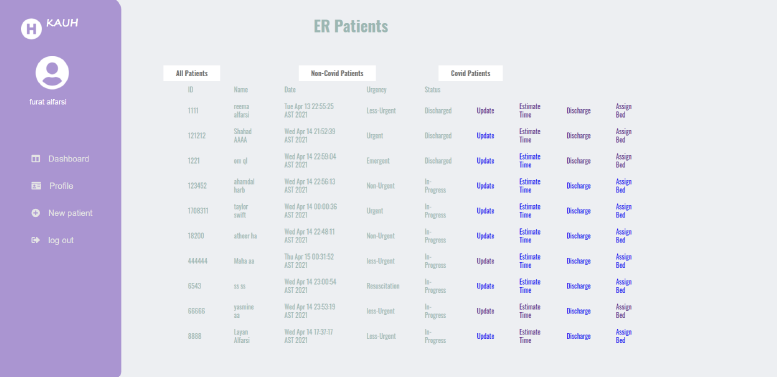 H KAUH
furat alfarsi
Dashboard
Profile
New patient
log out
ER Patients
All Patients Non-Covid Patients Covid Patients
ID Name Date Urgency Status
1111 alfarsi Tue Apr 13 22:55:25 AST 2021 Less-Urgent Discharged Update Estimate Time Discharge Assign Bed
121212 Shahad AAAA Wed Apr 14 21:52:39 AST 2021 Urgent Discharged Update Estimate Time Discharge Assign Bed
1221 Wed Apr 14 22:59:04 AST 2021 Emergent Discharged Update Estimate Time Discharge Assign Bed
123452 Wed Apr 14 22:56:13 AST 2021 Non-Urgent In-Progress Update Estimate Time Discharge Assign Bed
taylor swift Wed Apr 14 00:00:36 AST 2021 Urgent In-Progress Update Estimate Time Discharge Assign Bed
18200 Wed Apr 14 22:48:11 AST 2021 Non-Urgent In-Progress Update Estimate Time Discharge Assign Bed
444444 Maha aa Thu Apr 15 00:31:52 AST 2021 less-Urgent In-Progress Update Estimate Time Discharge Assign Bed
6543 ss m Wed Apr 14 23:00:54 AST 2021 Resuscitation In-Progress Update Estimate Time Discharge Assign Bed
66666 yasmine aa Wed Apr 14 23:53:19 AST 2021 less-Urgent In-Progress Update Estimate Time Discharge Assign Bed
8888 Layan Alfarsi Wed Apr 14 17:37:17 AST 2021 Less-Urgent In-Progress Update Estimate Time Discharge Assign Bed